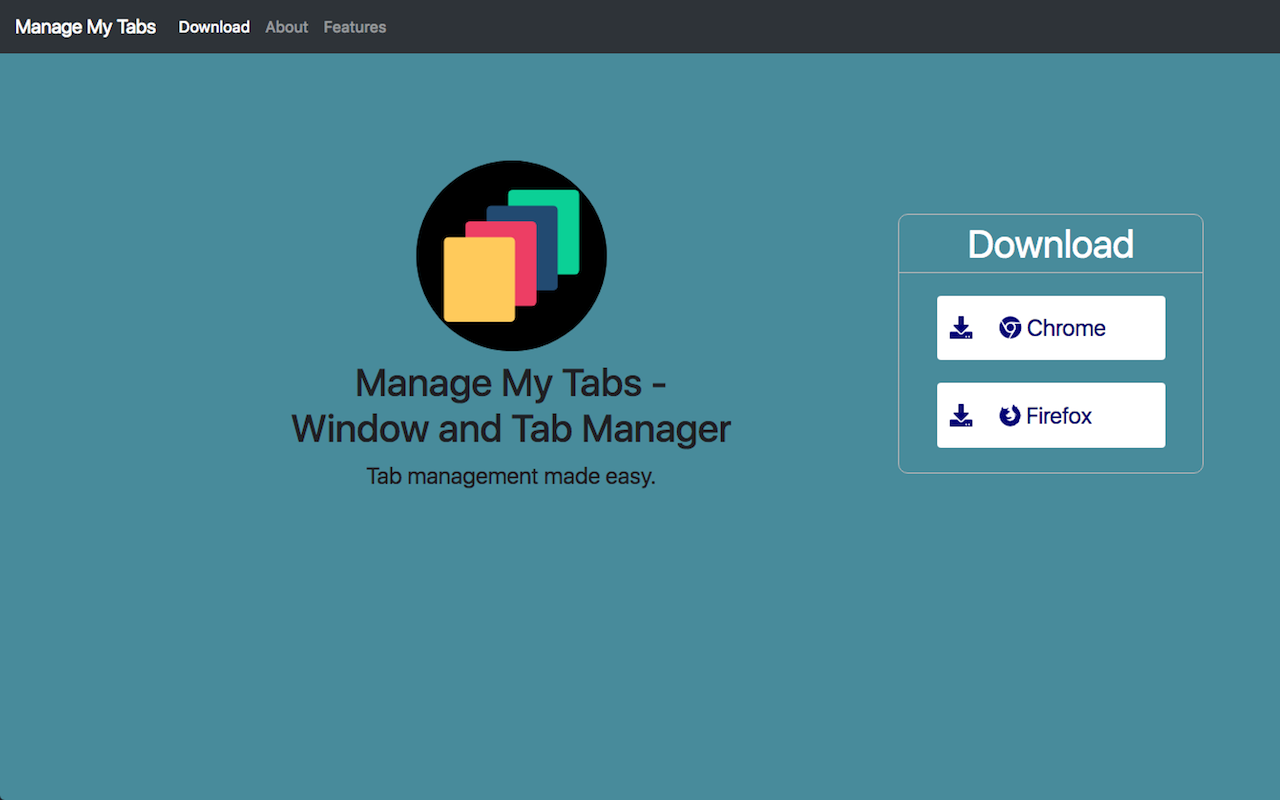 Manage My Tabs Download About Features
Manage My Tabs -
Window and Tab Manager
Tab management made easy.
Download
Chrome
Firefox